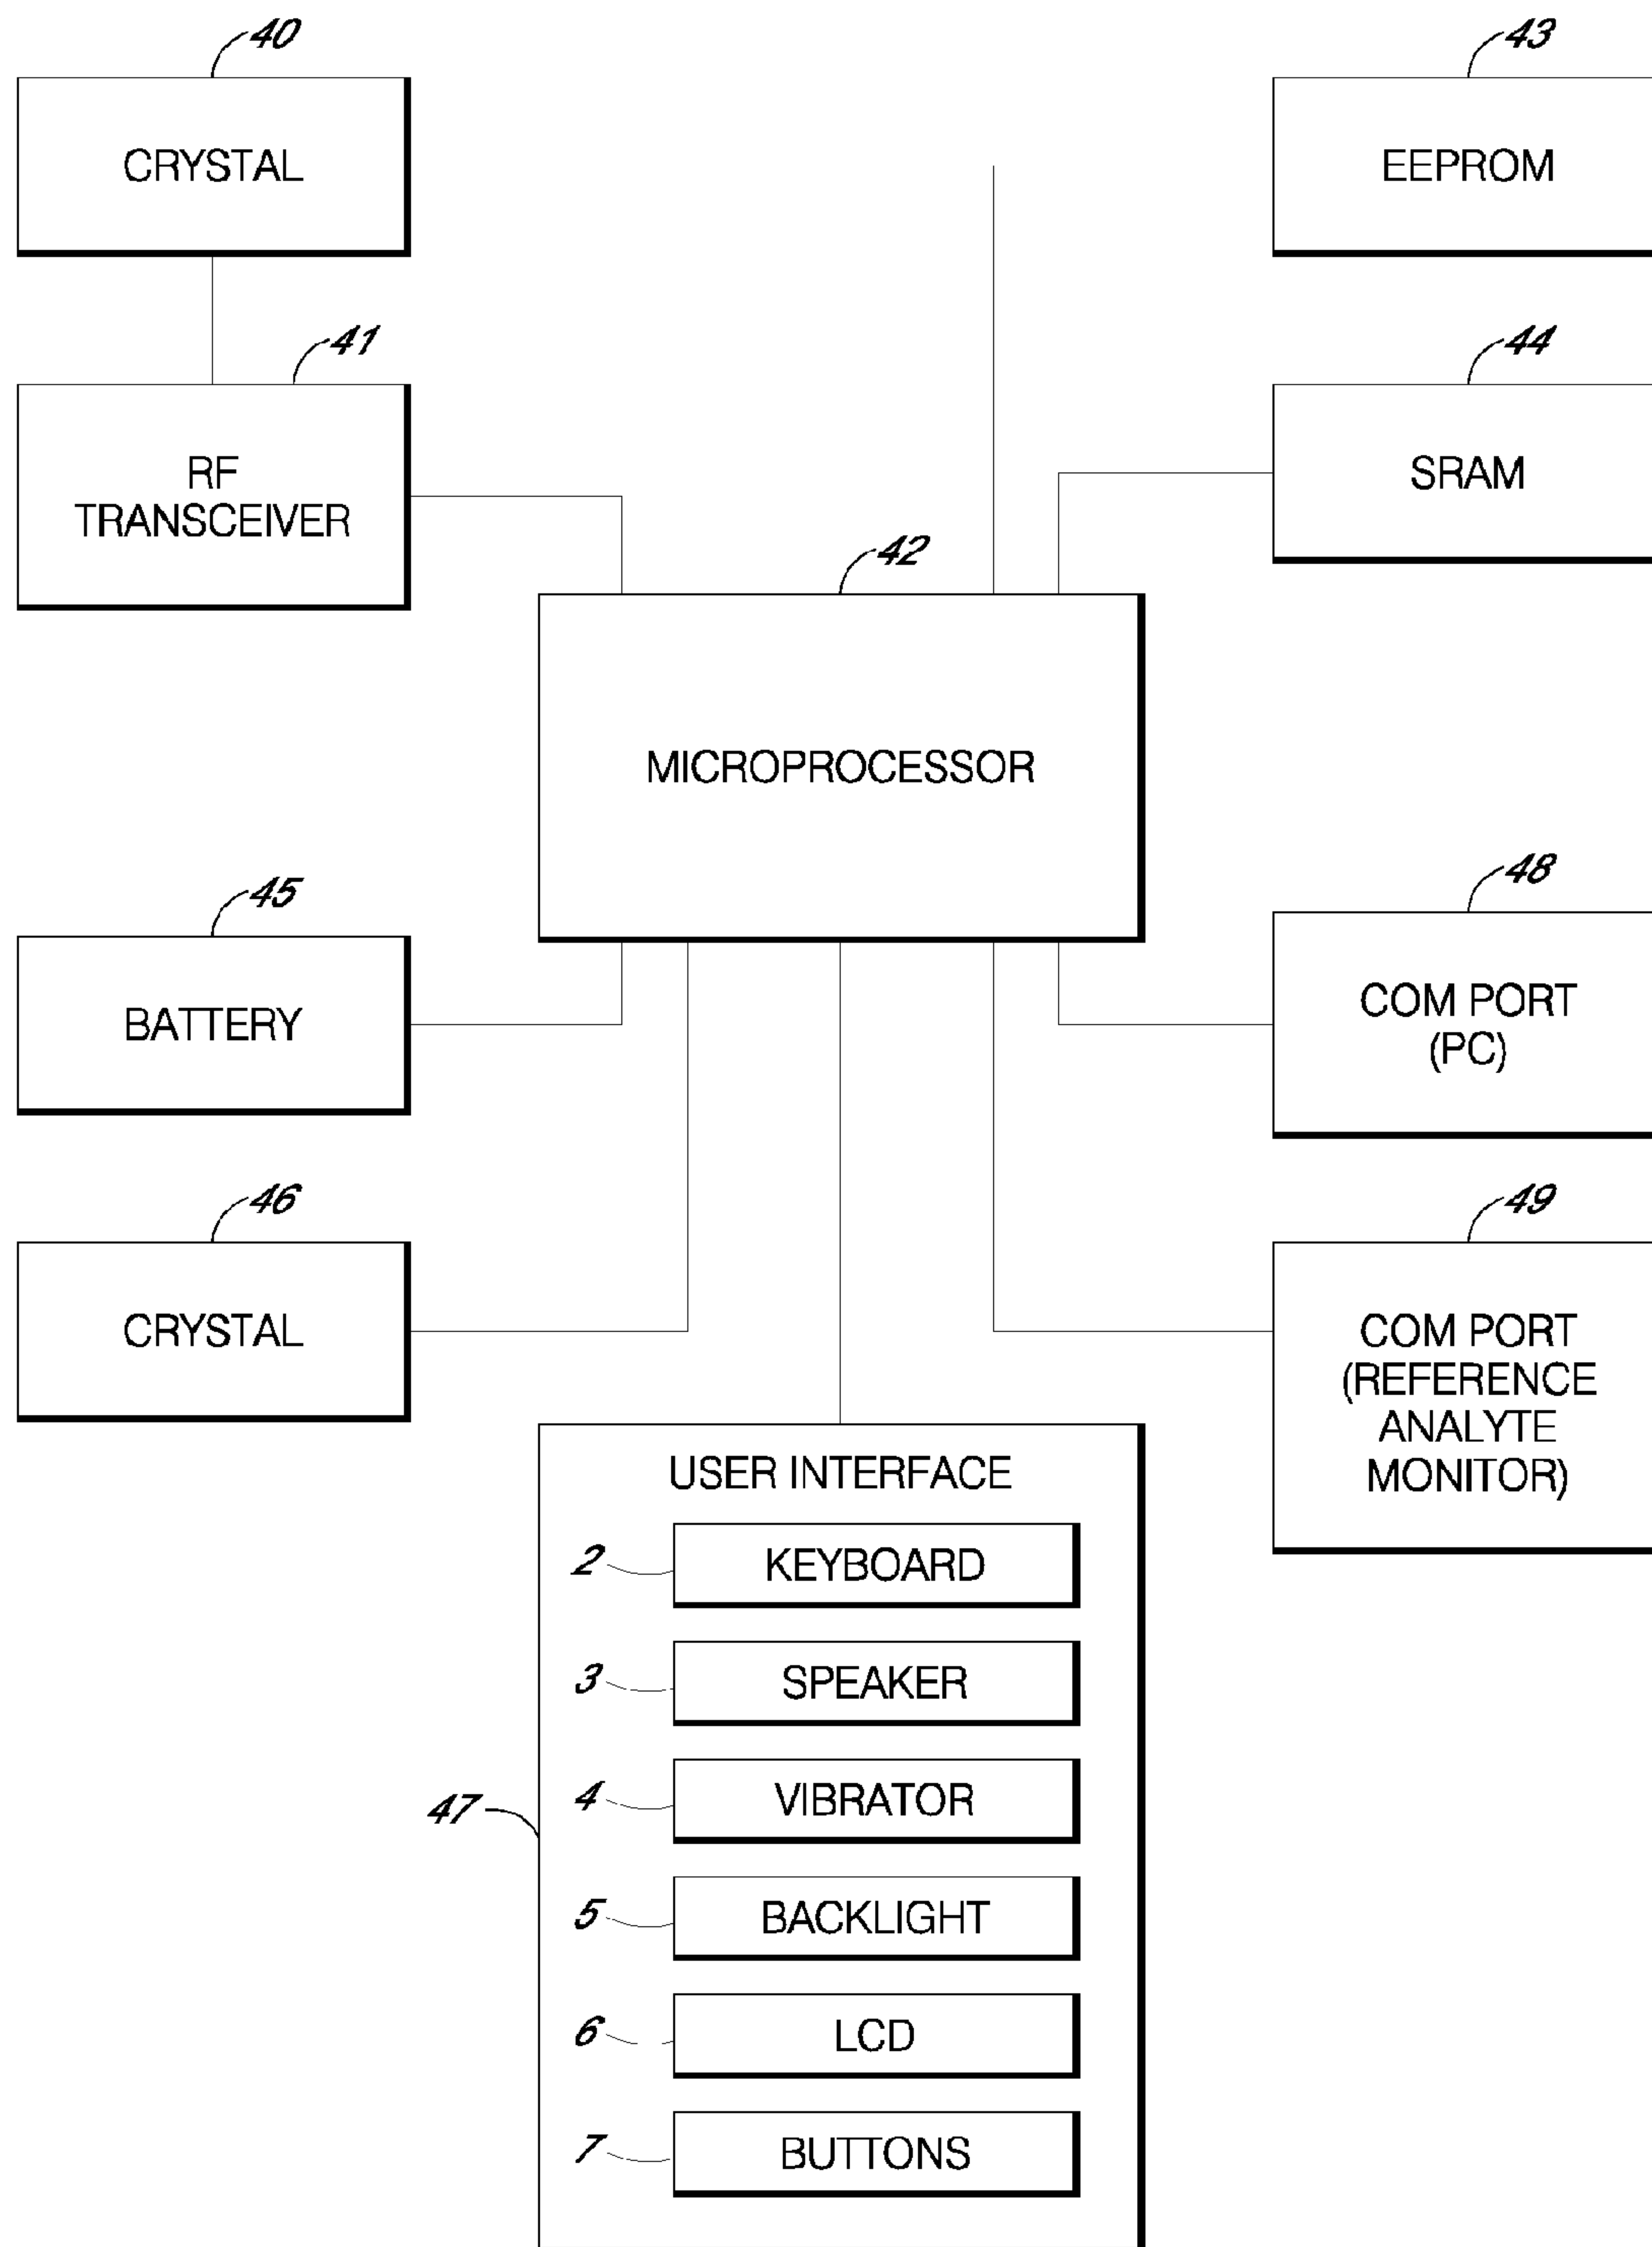 40
CRYSTAL
43
EEPROM
41
RF
TRANSCEIVER
44
SRAM
42
MICROPROCESSOR
45
BATTERY
48
COM PORT
(PC)
46
CRYSTAL
49
COM PORT
(REFERENCE
ANALYTE
MONITOR)
47
USER INTERFACE
2
KEYBOARD
3
SPEAKER
4
VIBRATOR
5
BACKLIGHT
6
LCD
7
BUTTONS